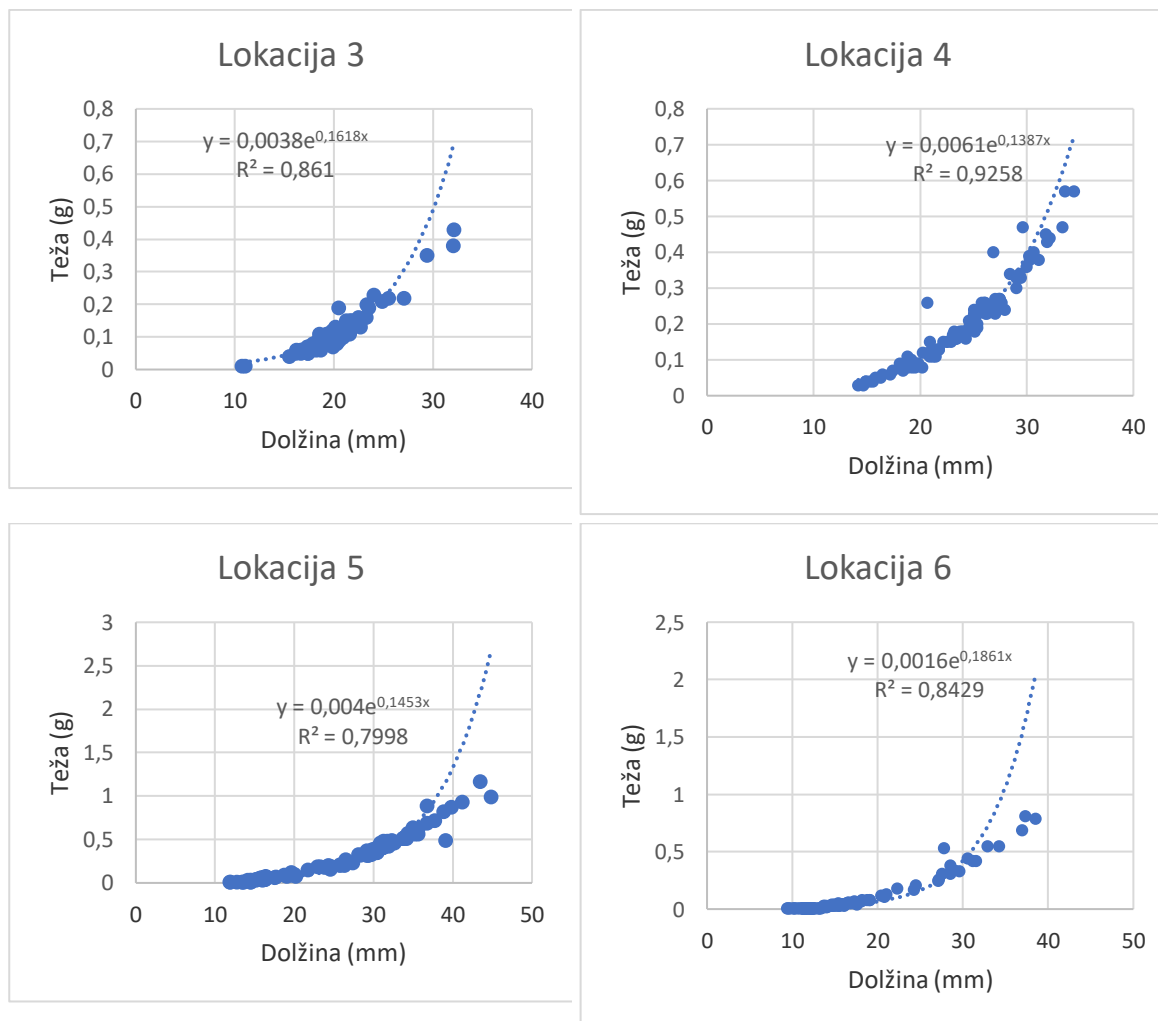 Lokacija 3
y = 0,0038e^0,1618x
R² = 0,861
Teža (g)
0,8
0,7
0,6
0,5
0,4
0,3
0,2
0,1
0
0 10 20 30 40
Dolžina (mm)
Lokacija 4
y = 0,0061e^0,1387x
R² = 0,9258
Teža (g)
0,8
0,7
0,6
0,5
0,4
0,3
0,2
0,1
0
0 10 20 30 40
Dolžina (mm)
Lokacija 5
y = 0,004e^0,1453x
R² = 0,7998
Teža (g)
3
2,5
2
1,5
1
0,5
0
0 10 20 30 40 50
Dolžina (mm)
Lokacija 6
y = 0,0016e^0,1861x
R² = 0,8429
Teža (g)
2,5
2
1,5
1
0,5
0
0 10 20 30 40 50
Dolžina (mm)